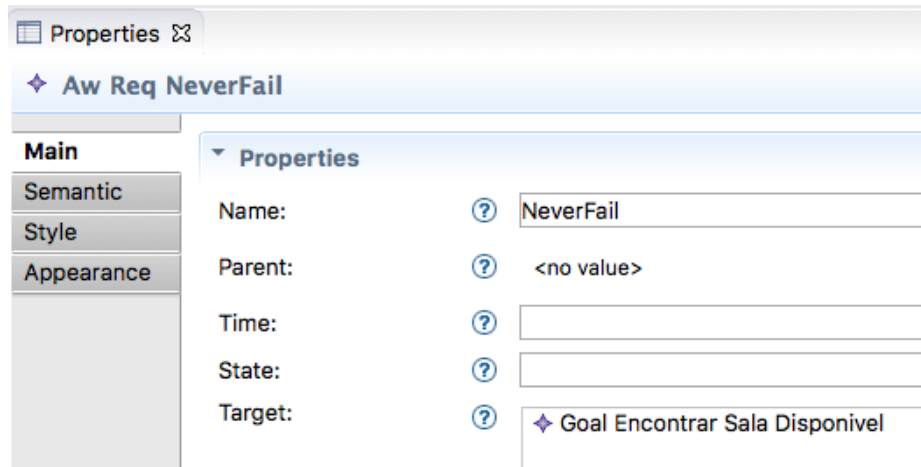 Properties
Aw Req NeverFail
Main
Semantic
Style
Appearance
Properties
Name: NeverFail
Parent: <no value>
Time:
State:
Target: Goal Encontrar Sala Disponivel